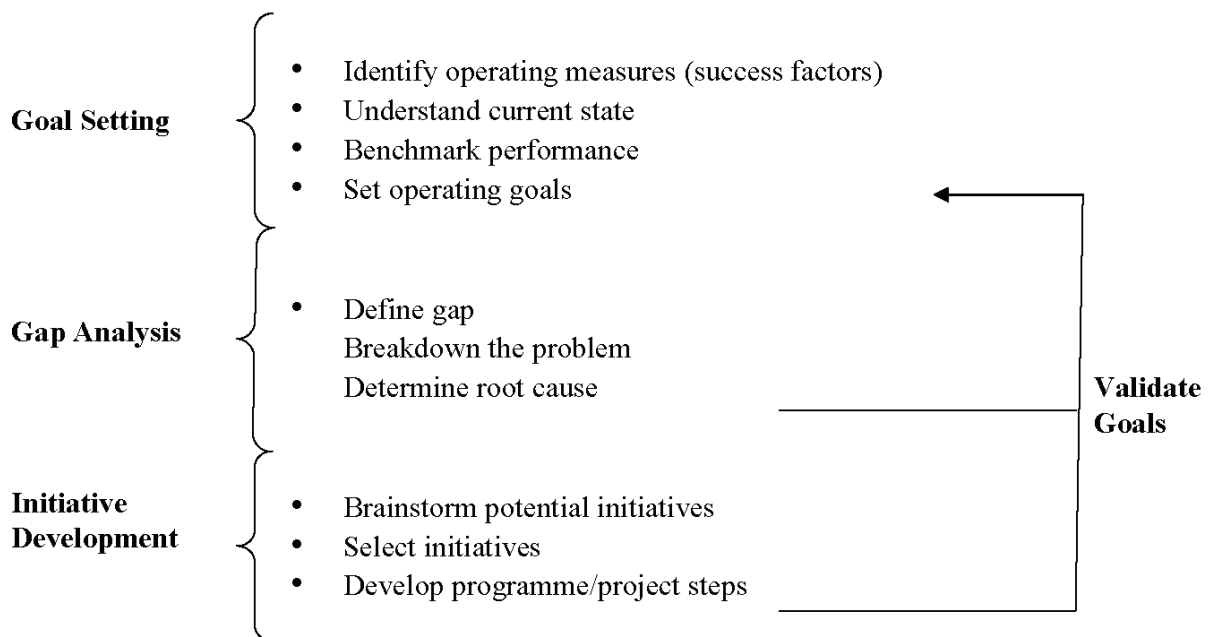 Goal Setting
• Identify operating measures (success factors)
• Understand current state
• Benchmark performance
• Set operating goals
Gap Analysis
• Define gap
Breakdown the problem
Determine root cause
Validate
Goals
Initiative
Development
• Brainstorm potential initiatives
• Select initiatives
• Develop programme/project steps